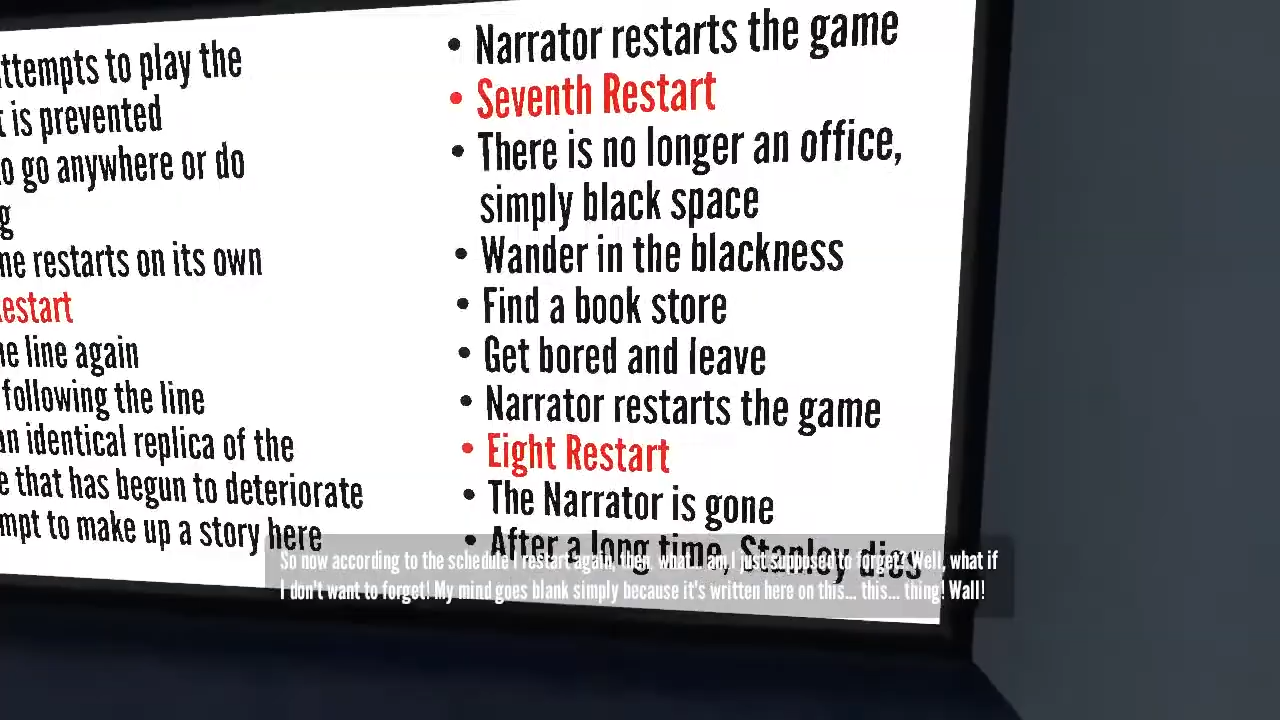 ttempts to play the
t is prevented
o go anywhere or do
g
ne restarts on its own
Restart
he line again
following the line
an identical replica of the
e that has begun to deteriorate
mpt to make up a story here
• Narrator restarts the game
• Seventh Restart
• There is no longer an office,
simply black space
• Wander in the blackness
• Find a book store
• Get bored and leave
• Narrator restarts the game
• Eight Restart
• The Narrator is gone
• After a long time, Stanley dies
So now according to the schedule I restart again, then, what... am I just supposed to forget? Well, what if
I don't want to forget! My mind goes blank simply because it's written here on this... this... thing! Wall!